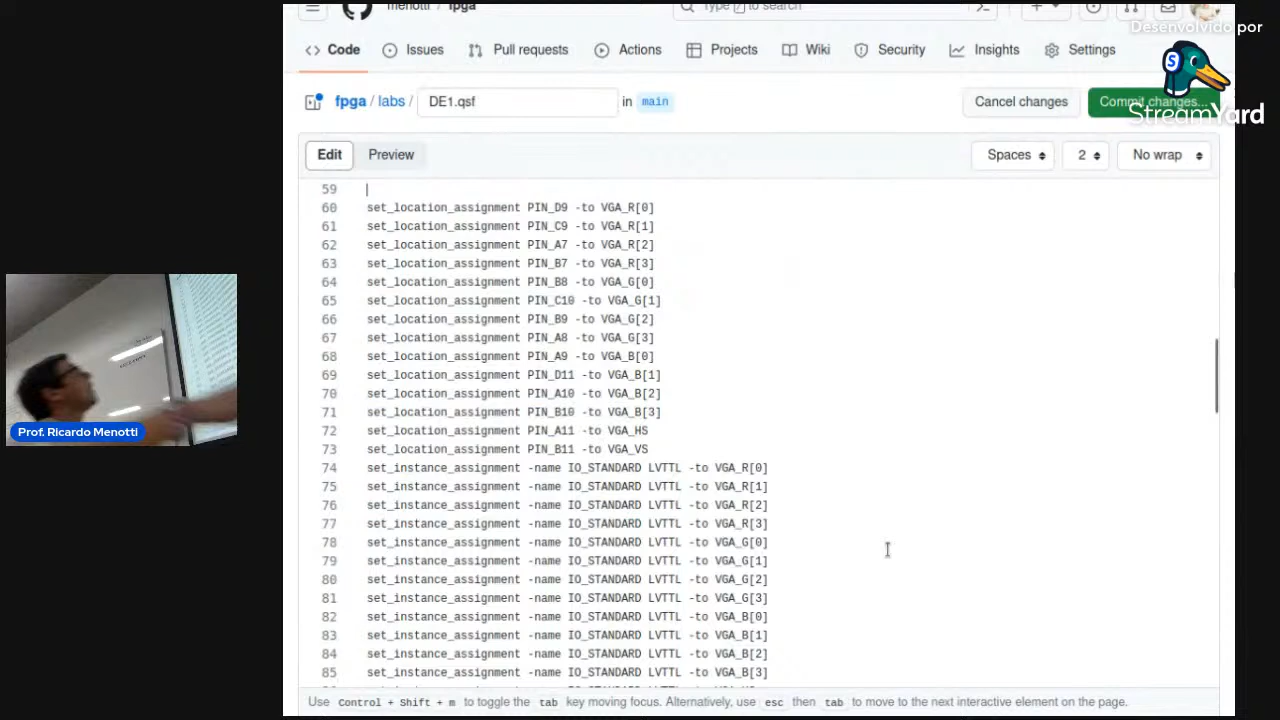 menotti / fpga
Type / to search
Desenvolvido por
StreamYard
Code
Issues
Pull requests
Actions
Projects
Wiki
Security
Insights
Settings
fpga / labs / DE1.qsf in main
Cancel changes
Commit changes...
Edit
Preview
Spaces
2
No wrap
59
60 set_location_assignment PIN_D9 -to VGA_R[0]
61 set_location_assignment PIN_C9 -to VGA_R[1]
62 set_location_assignment PIN_A7 -to VGA_R[2]
63 set_location_assignment PIN_B7 -to VGA_R[3]
64 set_location_assignment PIN_B8 -to VGA_G[0]
65 set_location_assignment PIN_C10 -to VGA_G[1]
66 set_location_assignment PIN_B9 -to VGA_G[2]
67 set_location_assignment PIN_A8 -to VGA_G[3]
68 set_location_assignment PIN_A9 -to VGA_B[0]
69 set_location_assignment PIN_D11 -to VGA_B[1]
70 set_location_assignment PIN_A10 -to VGA_B[2]
71 set_location_assignment PIN_B10 -to VGA_B[3]
72 set_location_assignment PIN_A11 -to VGA_HS
73 set_location_assignment PIN_B11 -to VGA_VS
74 set_instance_assignment -name IO_STANDARD LVTTL -to VGA_R[0]
75 set_instance_assignment -name IO_STANDARD LVTTL -to VGA_R[1]
76 set_instance_assignment -name IO_STANDARD LVTTL -to VGA_R[2]
77 set_instance_assignment -name IO_STANDARD LVTTL -to VGA_R[3]
78 set_instance_assignment -name IO_STANDARD LVTTL -to VGA_G[0]
79 set_instance_assignment -name IO_STANDARD LVTTL -to VGA_G[1]
80 set_instance_assignment -name IO_STANDARD LVTTL -to VGA_G[2]
81 set_instance_assignment -name IO_STANDARD LVTTL -to VGA_G[3]
82 set_instance_assignment -name IO_STANDARD LVTTL -to VGA_B[0]
83 set_instance_assignment -name IO_STANDARD LVTTL -to VGA_B[1]
84 set_instance_assignment -name IO_STANDARD LVTTL -to VGA_B[2]
85 set_instance_assignment -name IO_STANDARD LVTTL -to VGA_B[3]
Use Control + Shift + m to toggle the tab key moving focus. Alternatively, use esc then tab to move to the next interactive element on the page.
Prof. Ricardo Menotti